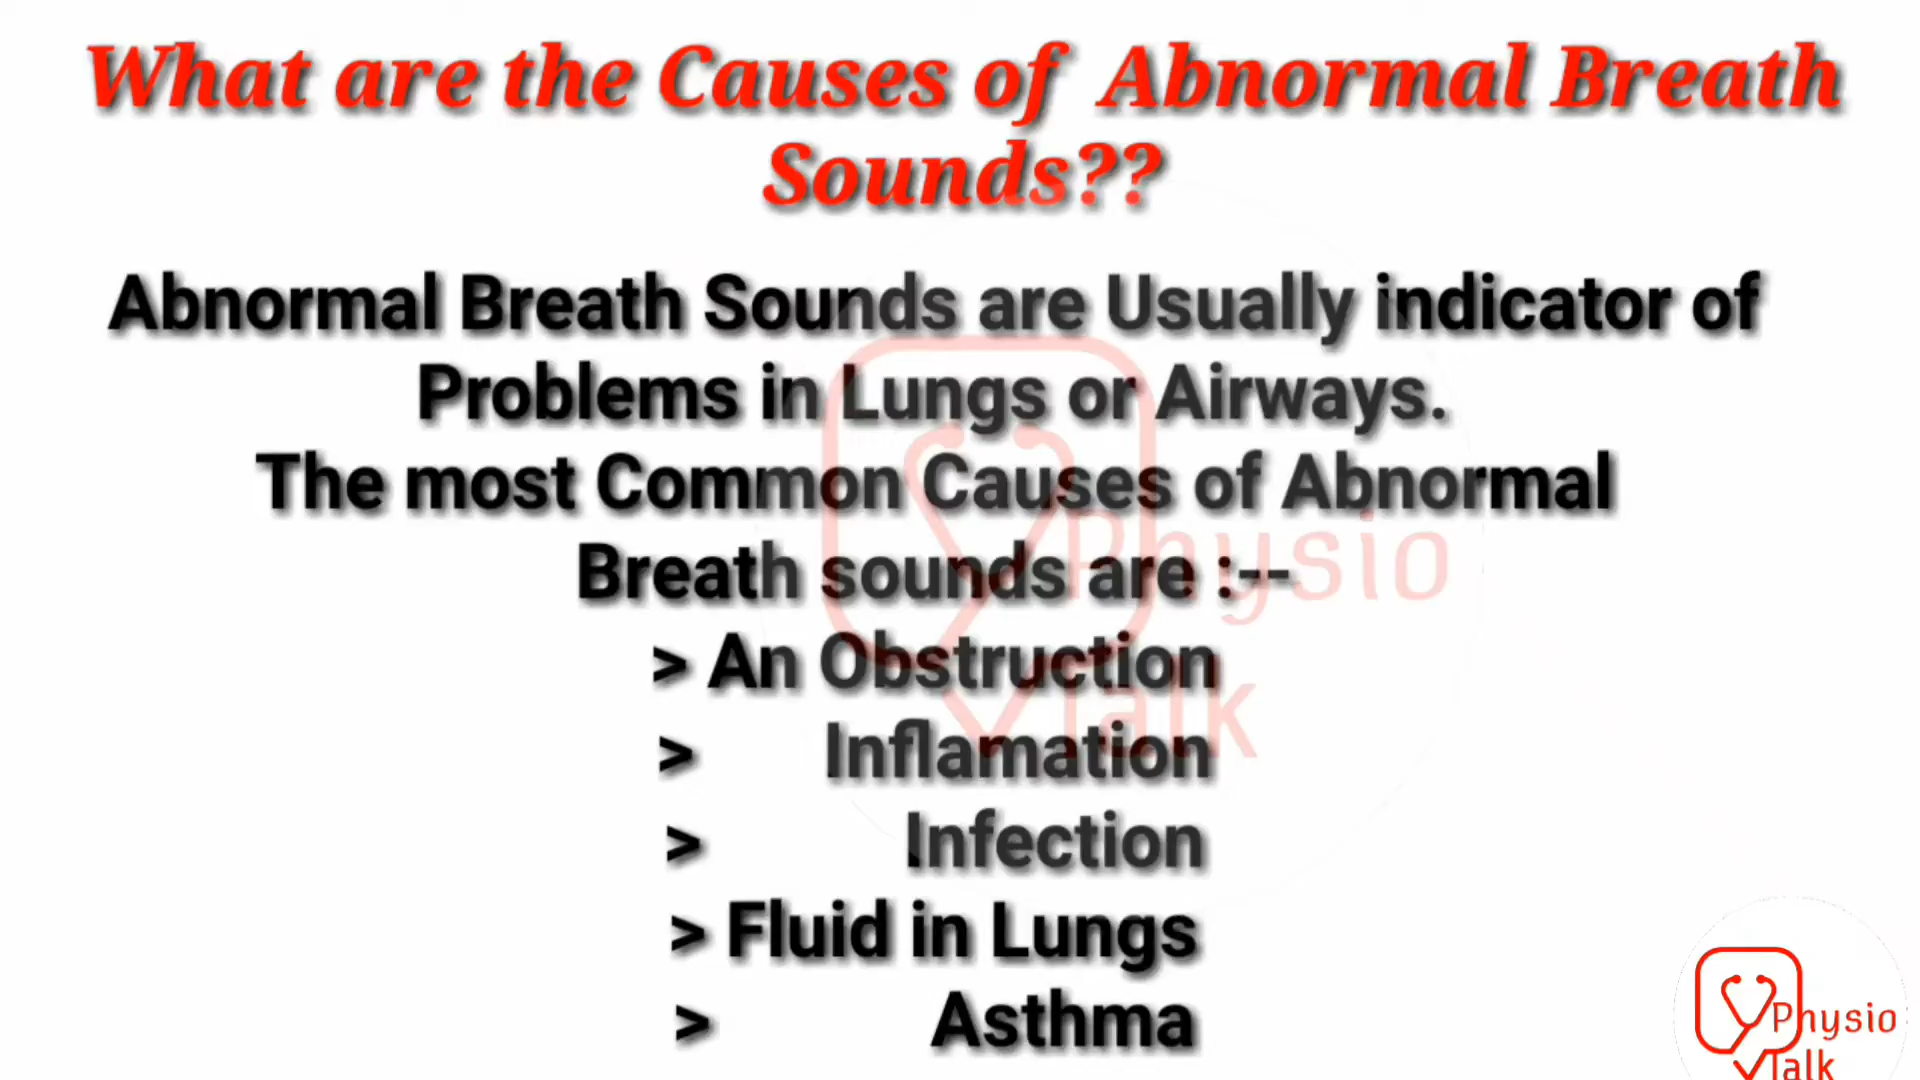 What are the Causes of Abnormal Breath
Sounds??
Abnormal Breath Sounds are Usually indicator of
Problems in Lungs or Airways.
The most Common Causes of Abnormal
Breath sounds are :--
> An Obstruction
> Inflamation
> Infection
> Fluid in Lungs
> Asthma
Physio
Talk
Physio
Talk